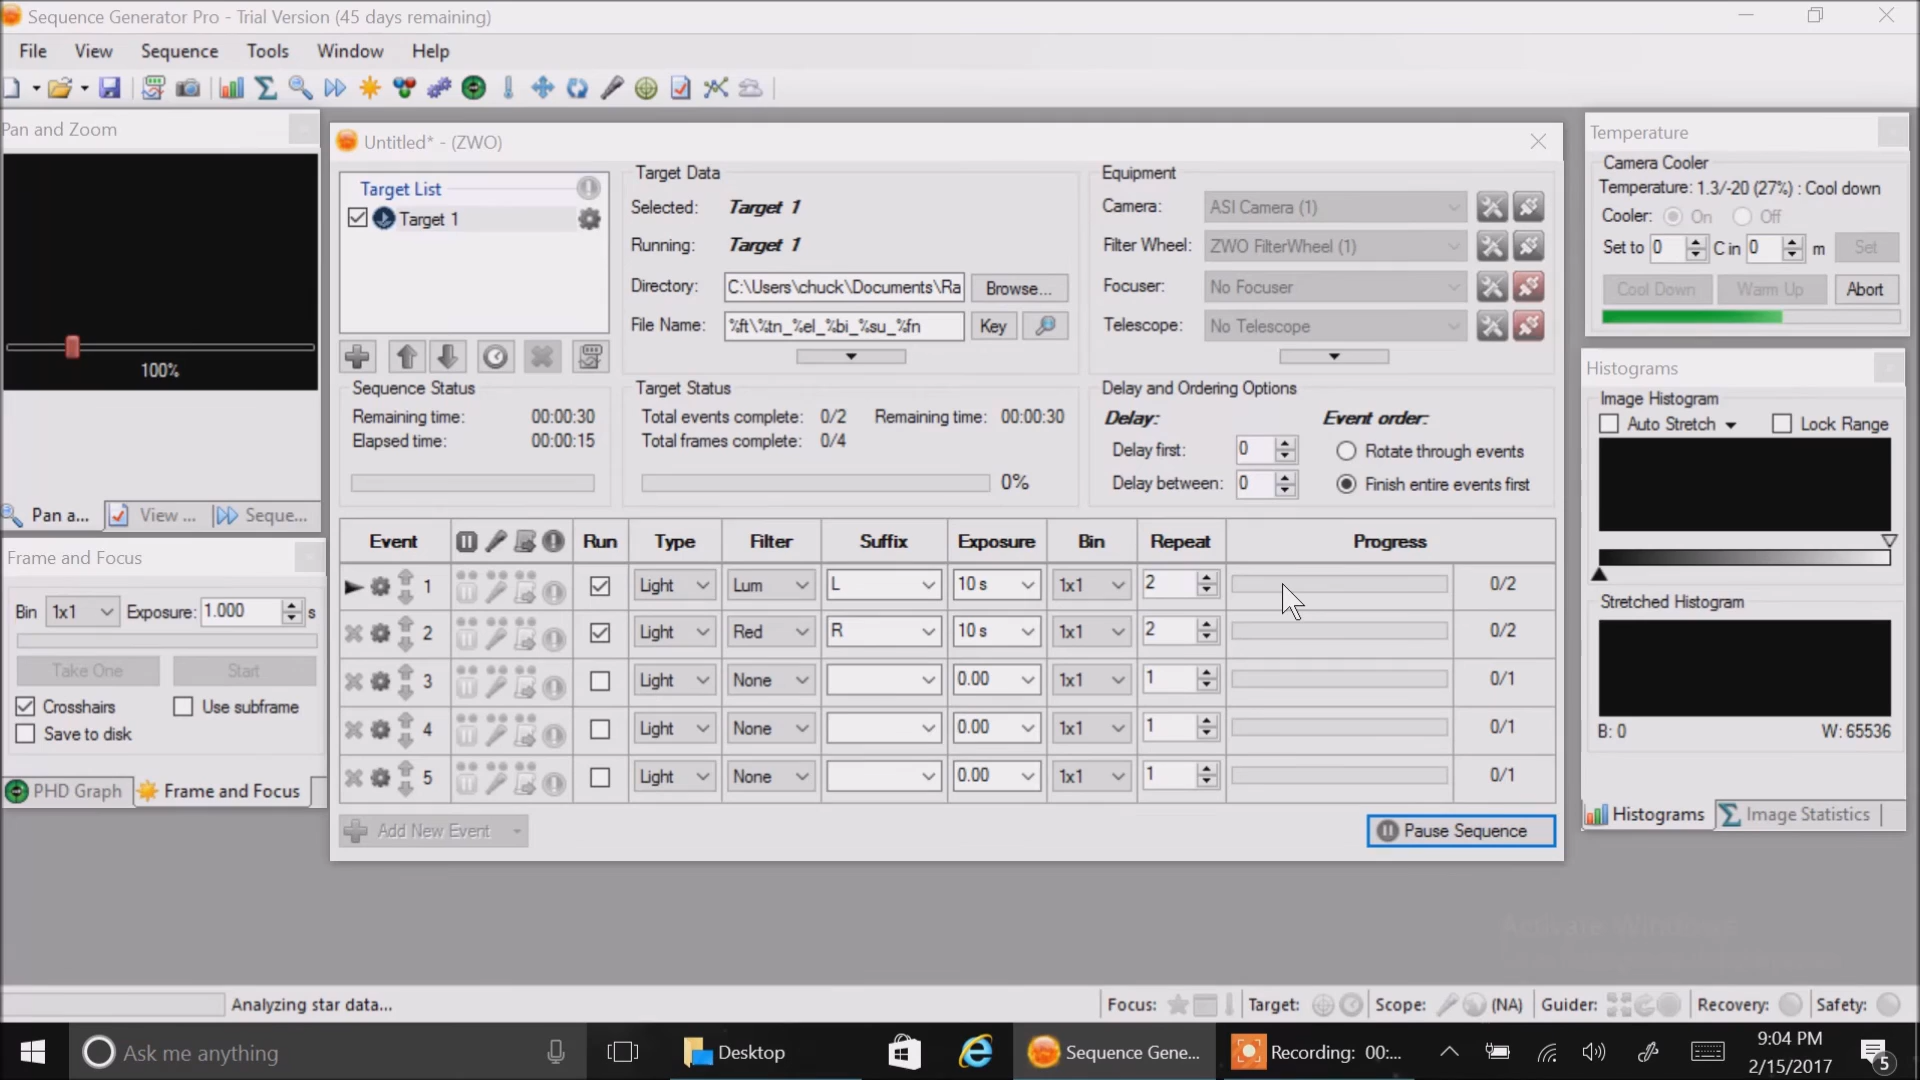 Sequence Generator Pro - Trial Version (45 days remaining)
File View Sequence Tools Window Help
Pan and Zoom
100%
Pan a... View ... Seque...
Frame and Focus
Bin 1x1 Exposure: 1.000 s
Take One Start
Crosshairs Use subframe
Save to disk
PHD Graph Frame and Focus
Untitled* - (ZWO)
Target List
Target 1
Target Data
Selected: Target 1
Running: Target 1
Directory: C:\Users\chuck\Documents\Ra Browse...
File Name: %ft\%tn_%el_%bi_%su_%fn Key
Equipment
Camera: ASI Camera (1)
Filter Wheel: ZWO FilterWheel (1)
Focuser: No Focuser
Telescope: No Telescope
Sequence Status
Remaining time: 00:00:30
Elapsed time: 00:00:15
Target Status
Total events complete: 0/2 Remaining time: 00:00:30
Total frames complete: 0/4
0%
Delay and Ordering Options
Delay: Event order:
Delay first: 0 Rotate through events
Delay between: 0 Finish entire events first
Event Run Type Filter Suffix Exposure Bin Repeat Progress
1 Light Lum L 10 s 1x1 2 0/2
2 Light Red R 10 s 1x1 2 0/2
3 Light None 0.00 1x1 1 0/1
4 Light None 0.00 1x1 1 0/1
5 Light None 0.00 1x1 1 0/1
Add New Event Pause Sequence
Temperature
Camera Cooler
Temperature: 1.3/-20 (27%) : Cool down
Cooler: On Off
Set to 0 C in 0 m Set
Cool Down Warm Up Abort
Histograms
Image Histogram
Auto Stretch Lock Range
Stretched Histogram
B: 0 W: 65536
Histograms Image Statistics
Activate Windows
Analyzing star data... Focus: Target: Scope: (NA) Guider: Recovery: Safety:
Ask me anything Desktop Sequence Gene... Recording: 00:... 9:04 PM
2/15/2017 5